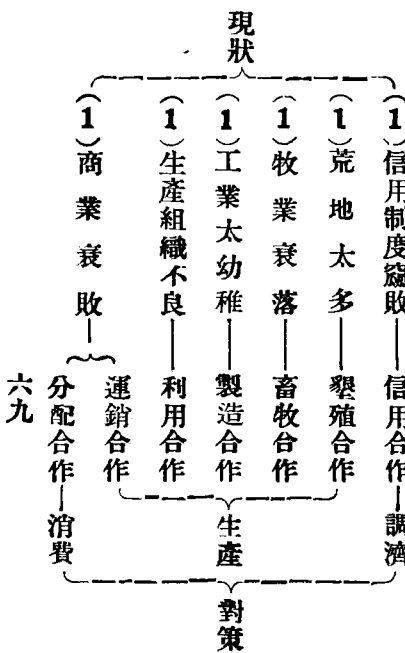 現狀
(1)信用制度窳敗——信用合作—調濟
(1)荒地太多——墾殖合作
(1)牧業衰落——畜牧合作
(1)工業太幼稚——製造合作
(1)生產組織不良——利用合作
(1)商業衰敗—運銷合作
分配合作—消費
生產
對策
六九